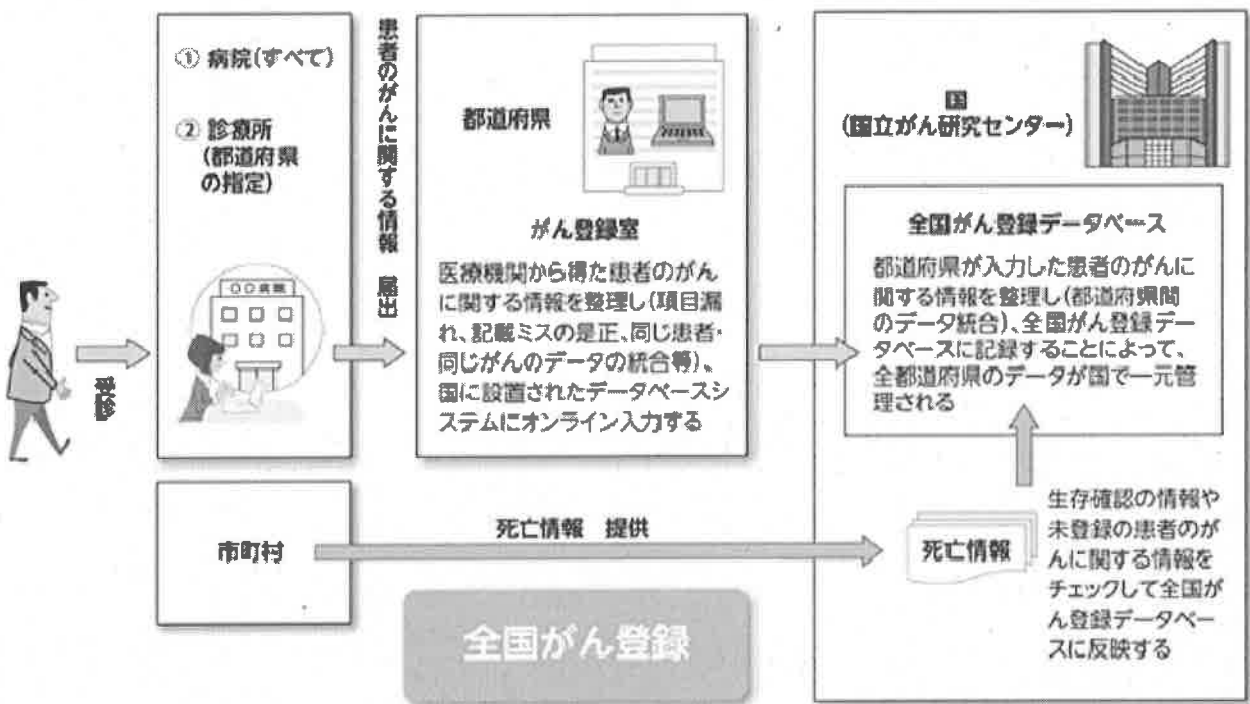 ① 病院(すべて)
② 診療所
(都道府県
の指定)
○○病院
受診
患者のがんに関する情報 届出
都道府県
がん登録室
医療機関から得た患者のがん
に関する情報を整理し(項目漏
れ、記載ミスの是正、同じ患者・
同じがんのデータの統合等)、
国に設置されたデータベースシ
ステムにオンライン入力する
国
(国立がん研究センター)
全国がん登録データベース
都道府県が入力した患者のがんに
関する情報を整理し(都道府県間
のデータ統合)、全国がん登録デー
タベースに記録することによって、
全都道府県のデータが国で一元管
理される
市町村
死亡情報 提供
死亡情報
生存確認の情報や
未登録の患者のが
んに関する情報を
チェックして全国が
ん登録データベー
スに反映する
全国がん登録